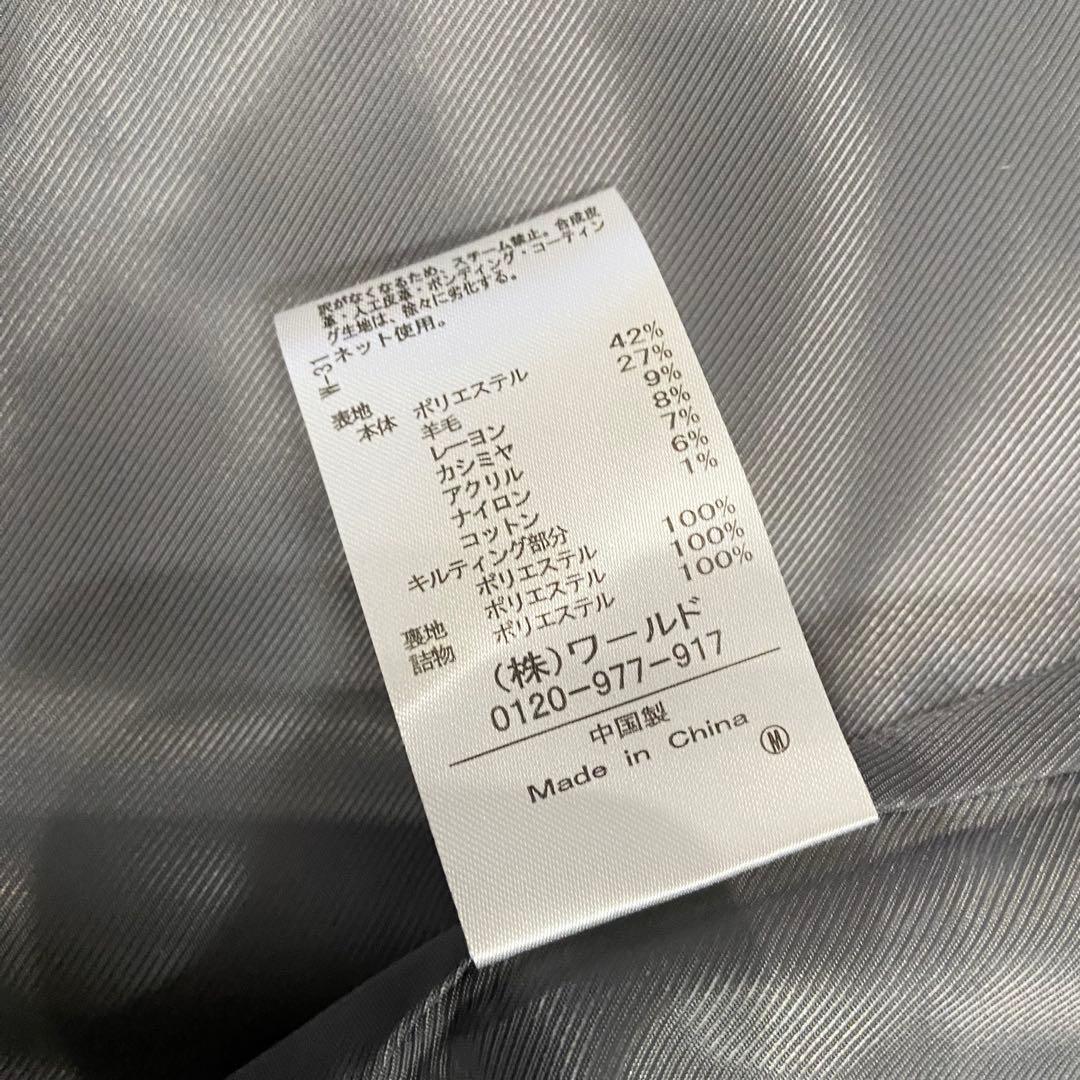 択がなくなるため、スチーム禁止。合成皮
革・人工皮革・ボンディング・コーティン
グ生地は、徐々に劣化する。
ネット使用。
W-31
表地
本体 ポリエステル 42%
羊毛 27%
レーヨン 9%
カシミヤ 8%
アクリル 7%
ナイロン 6%
コットン 1%
キルティング部分
ポリエステル 100%
裏地 ポリエステル 100%
詰物 ポリエステル 100%
(株)ワールド
0120-977-917
中国製
Made in China
M